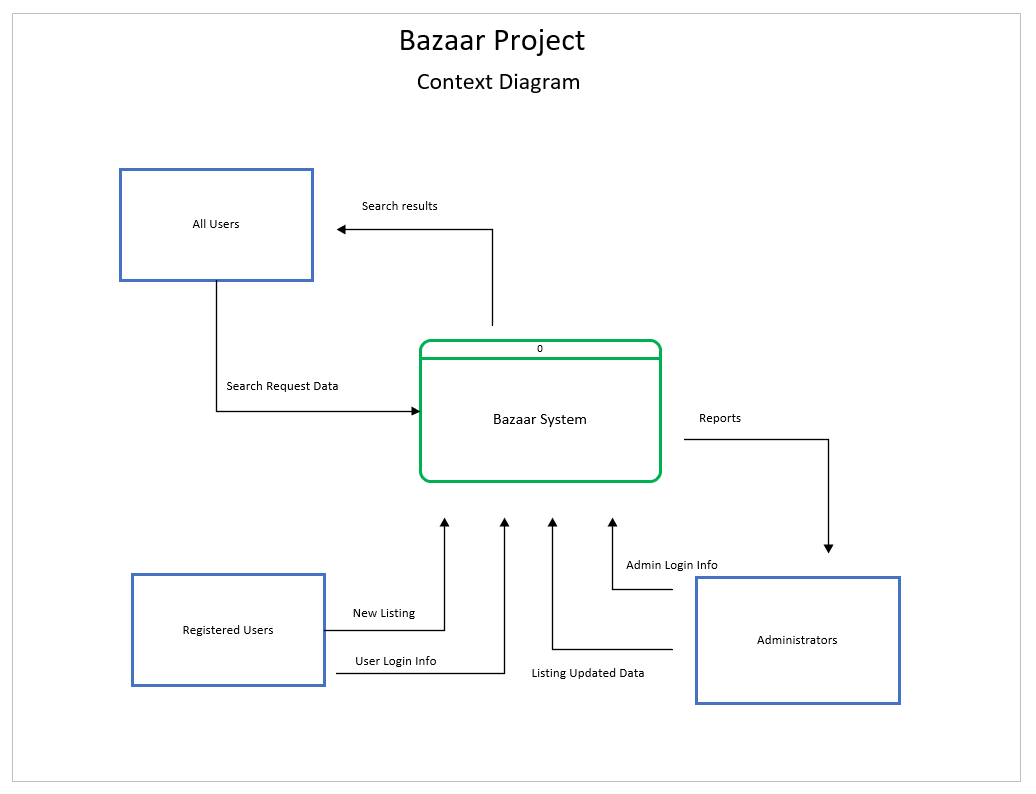 Bazaar Project
Context Diagram
All Users
Search results
0
Search Request Data
Bazaar System
Reports
Admin Login Info
New Listing
Registered Users
Administrators
User Login Info
Listing Updated Data